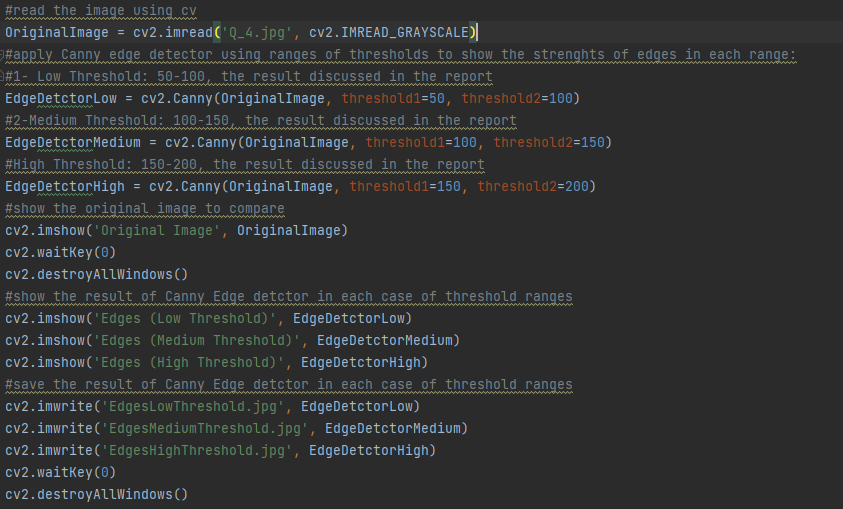 #read the image using cv
OriginalImage = cv2.imread('Q_4.jpg', cv2.IMREAD_GRAYSCALE)
#apply Canny edge detector using ranges of thresholds to show the strenghts of edges in each range:
#1- Low Threshold: 50-100, the result discussed in the report
EdgeDetctorLow = cv2.Canny(OriginalImage, threshold1=50, threshold2=100)
#2-Medium Threshold: 100-150, the result discussed in the report
EdgeDetctorMedium = cv2.Canny(OriginalImage, threshold1=100, threshold2=150)
#High Threshold: 150-200, the result discussed in the report
EdgeDetctorHigh = cv2.Canny(OriginalImage, threshold1=150, threshold2=200)
#show the original image to compare
cv2.imshow('Original Image', OriginalImage)
cv2.waitKey(0)
cv2.destroyAllWindows()
#show the result of Canny Edge detctor in each case of threshold ranges
cv2.imshow('Edges (Low Threshold)', EdgeDetctorLow)
cv2.imshow('Edges (Medium Threshold)', EdgeDetctorMedium)
cv2.imshow('Edges (High Threshold)', EdgeDetctorHigh)
#save the result of Canny Edge detctor in each case of threshold ranges
cv2.imwrite('EdgesLowThreshold.jpg', EdgeDetctorLow)
cv2.imwrite('EdgesMediumThreshold.jpg', EdgeDetctorMedium)
cv2.imwrite('EdgesHighThreshold.jpg', EdgeDetctorHigh)
cv2.waitKey(0)
cv2.destroyAllWindows()